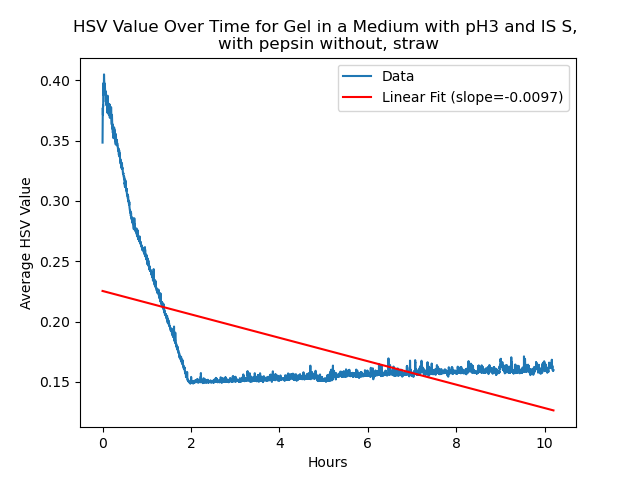 HSV Value Over Time for Gel in a Medium with pH3 and IS S,
with pepsin without, straw
Data
Linear Fit (slope=-0.0097)
0.40
0.35
0.30
0.25
0.20
0.15
Average HSV Value
0 2 4 6 8 10
Hours